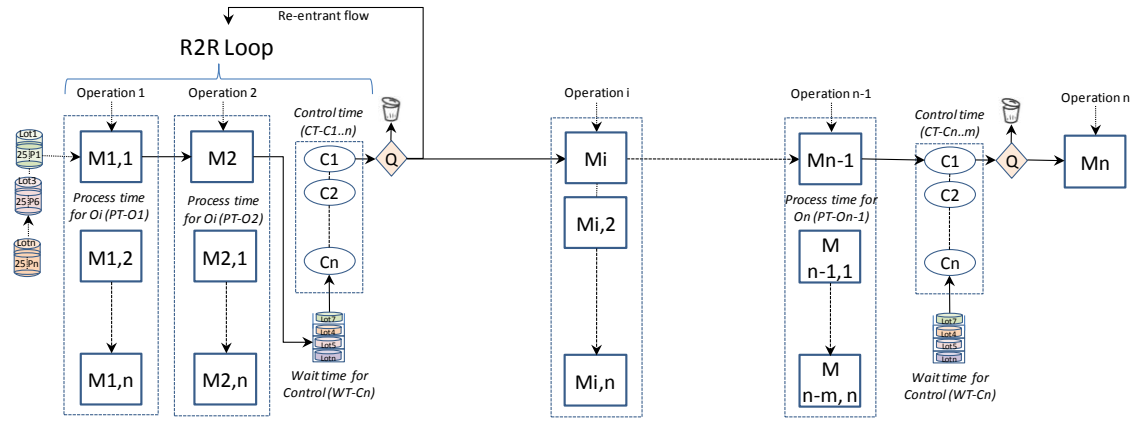 Re-entrant flow
R2R Loop
Operation 1
Operation 2
Control time
(CT-C1..n)
Operation i
Operation n-1
Control time
(CT-Cn..m)
Operation n
Lot1
25 P1
Lot3
25 P6
Lotn
25 Pn
M1,1
M2
C1
Q
Mi
Mn-1
C1
Q
Mn
Process time
for Oi (PT-O1)
Process time
for Oi (PT-O2)
C2
Process time for
On (PT-On-1)
C2
M1,2
M2,1
Cn
Mi,2
M
n-1,1
Cn
Lot7
Lot4
Lot5
Lotn
Lot7
Lot4
Lot5
Lotn
M1,n
M2,n
Wait time for
Control (WT-Cn)
Mi,n
M
n-m, n
Wait time for
Control (WT-Cn)